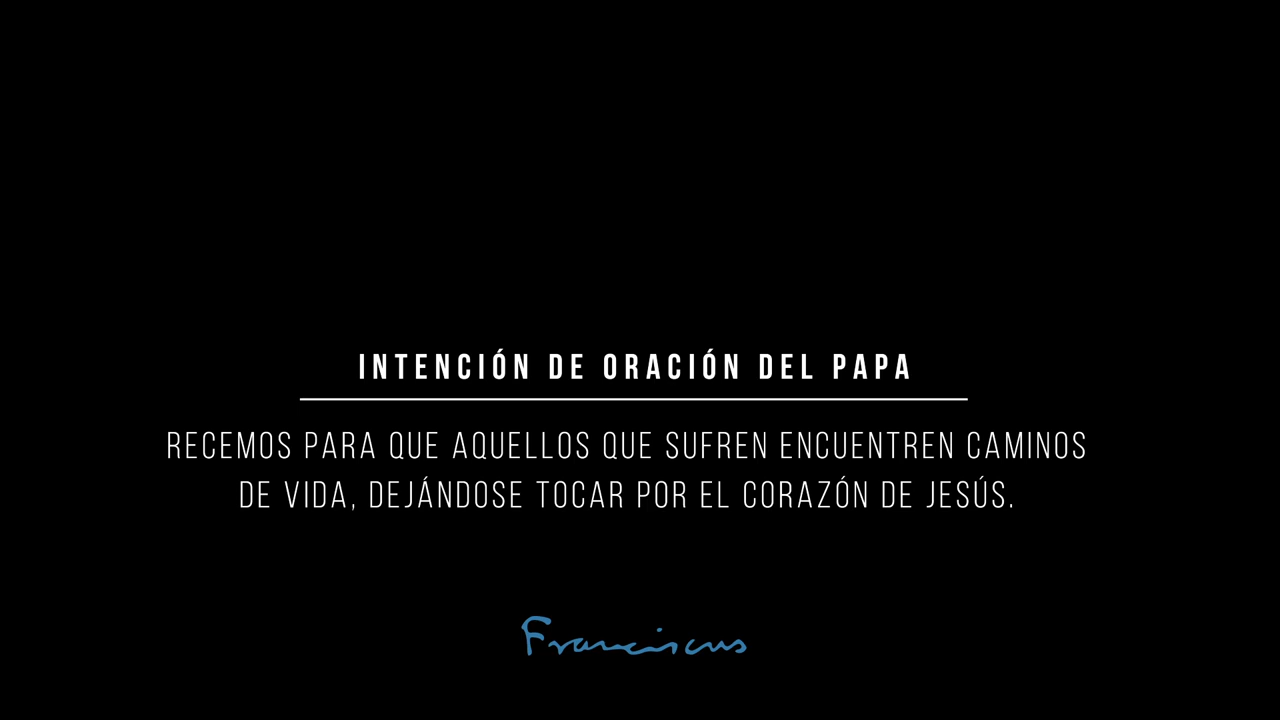 INTENCIÓN DE ORACIÓN DEL PAPA
RECEMOS PARA QUE AQUELLOS QUE SUFREN ENCUENTREN CAMINOS
DE VIDA, DEJÁNDOSE TOCAR POR EL CORAZÓN DE JESÚS.
Franciscus